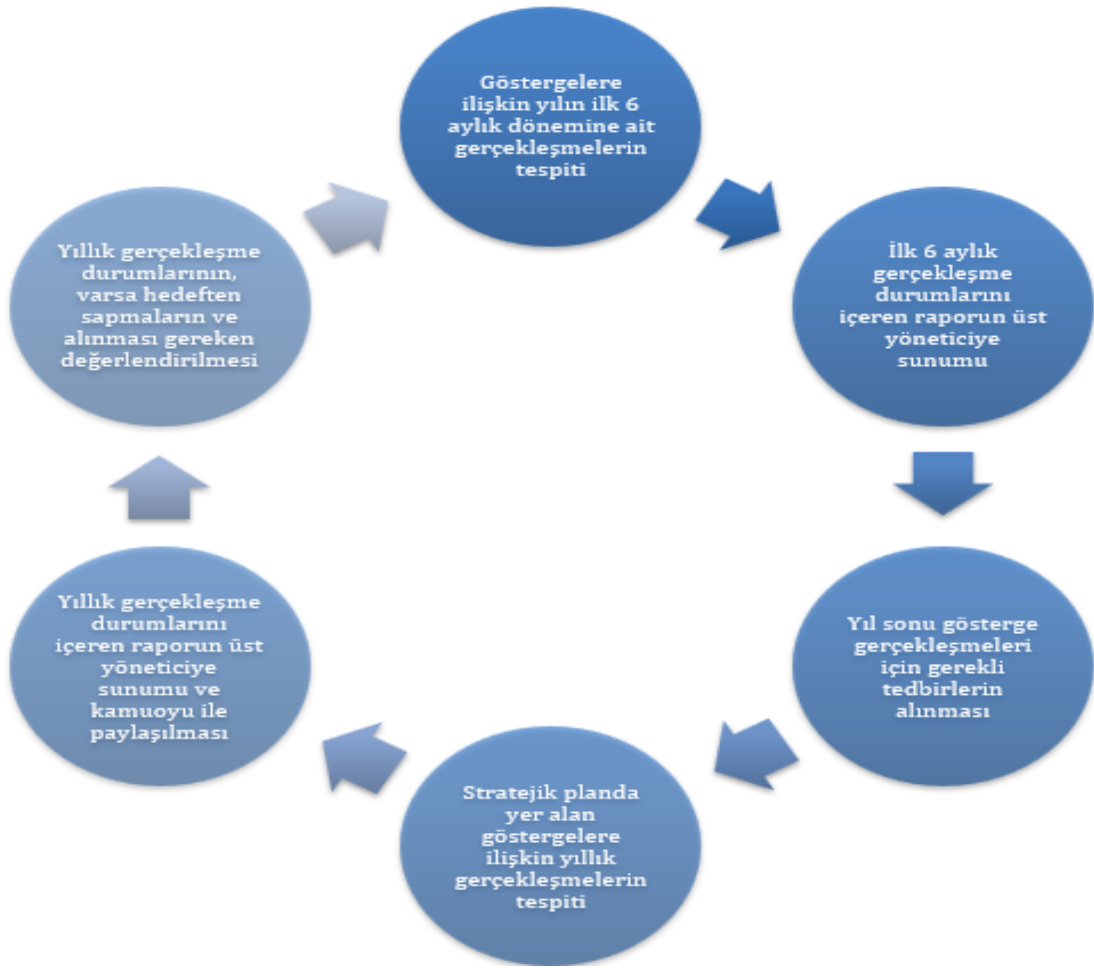 Göstergelere
ilişkin yılın ilk 6
aylık dönemine ait
gerçekleşmelerin
tespiti
İlk 6 aylık
gerçekleşme
durumlarını
içeren raporun üst
yöneticiye
sunumu
Yıl sonu gösterge
gerçekleşmeleri
için gerekli
tedbirlerin
alınması
Stratejik planda
yer alan
göstergelere
ilişkin yıllık
gerçekleşmelerin
tespiti
Yıllık gerçekleşme
durumlarını
içeren raporun üst
yöneticiye
sunumu ve
kamuoyu ile
paylaşılması
Yıllık gerçekleşme
durumlarının,
varsa hedeften
sapmaların ve
alınması gereken
değerlendirilmesi